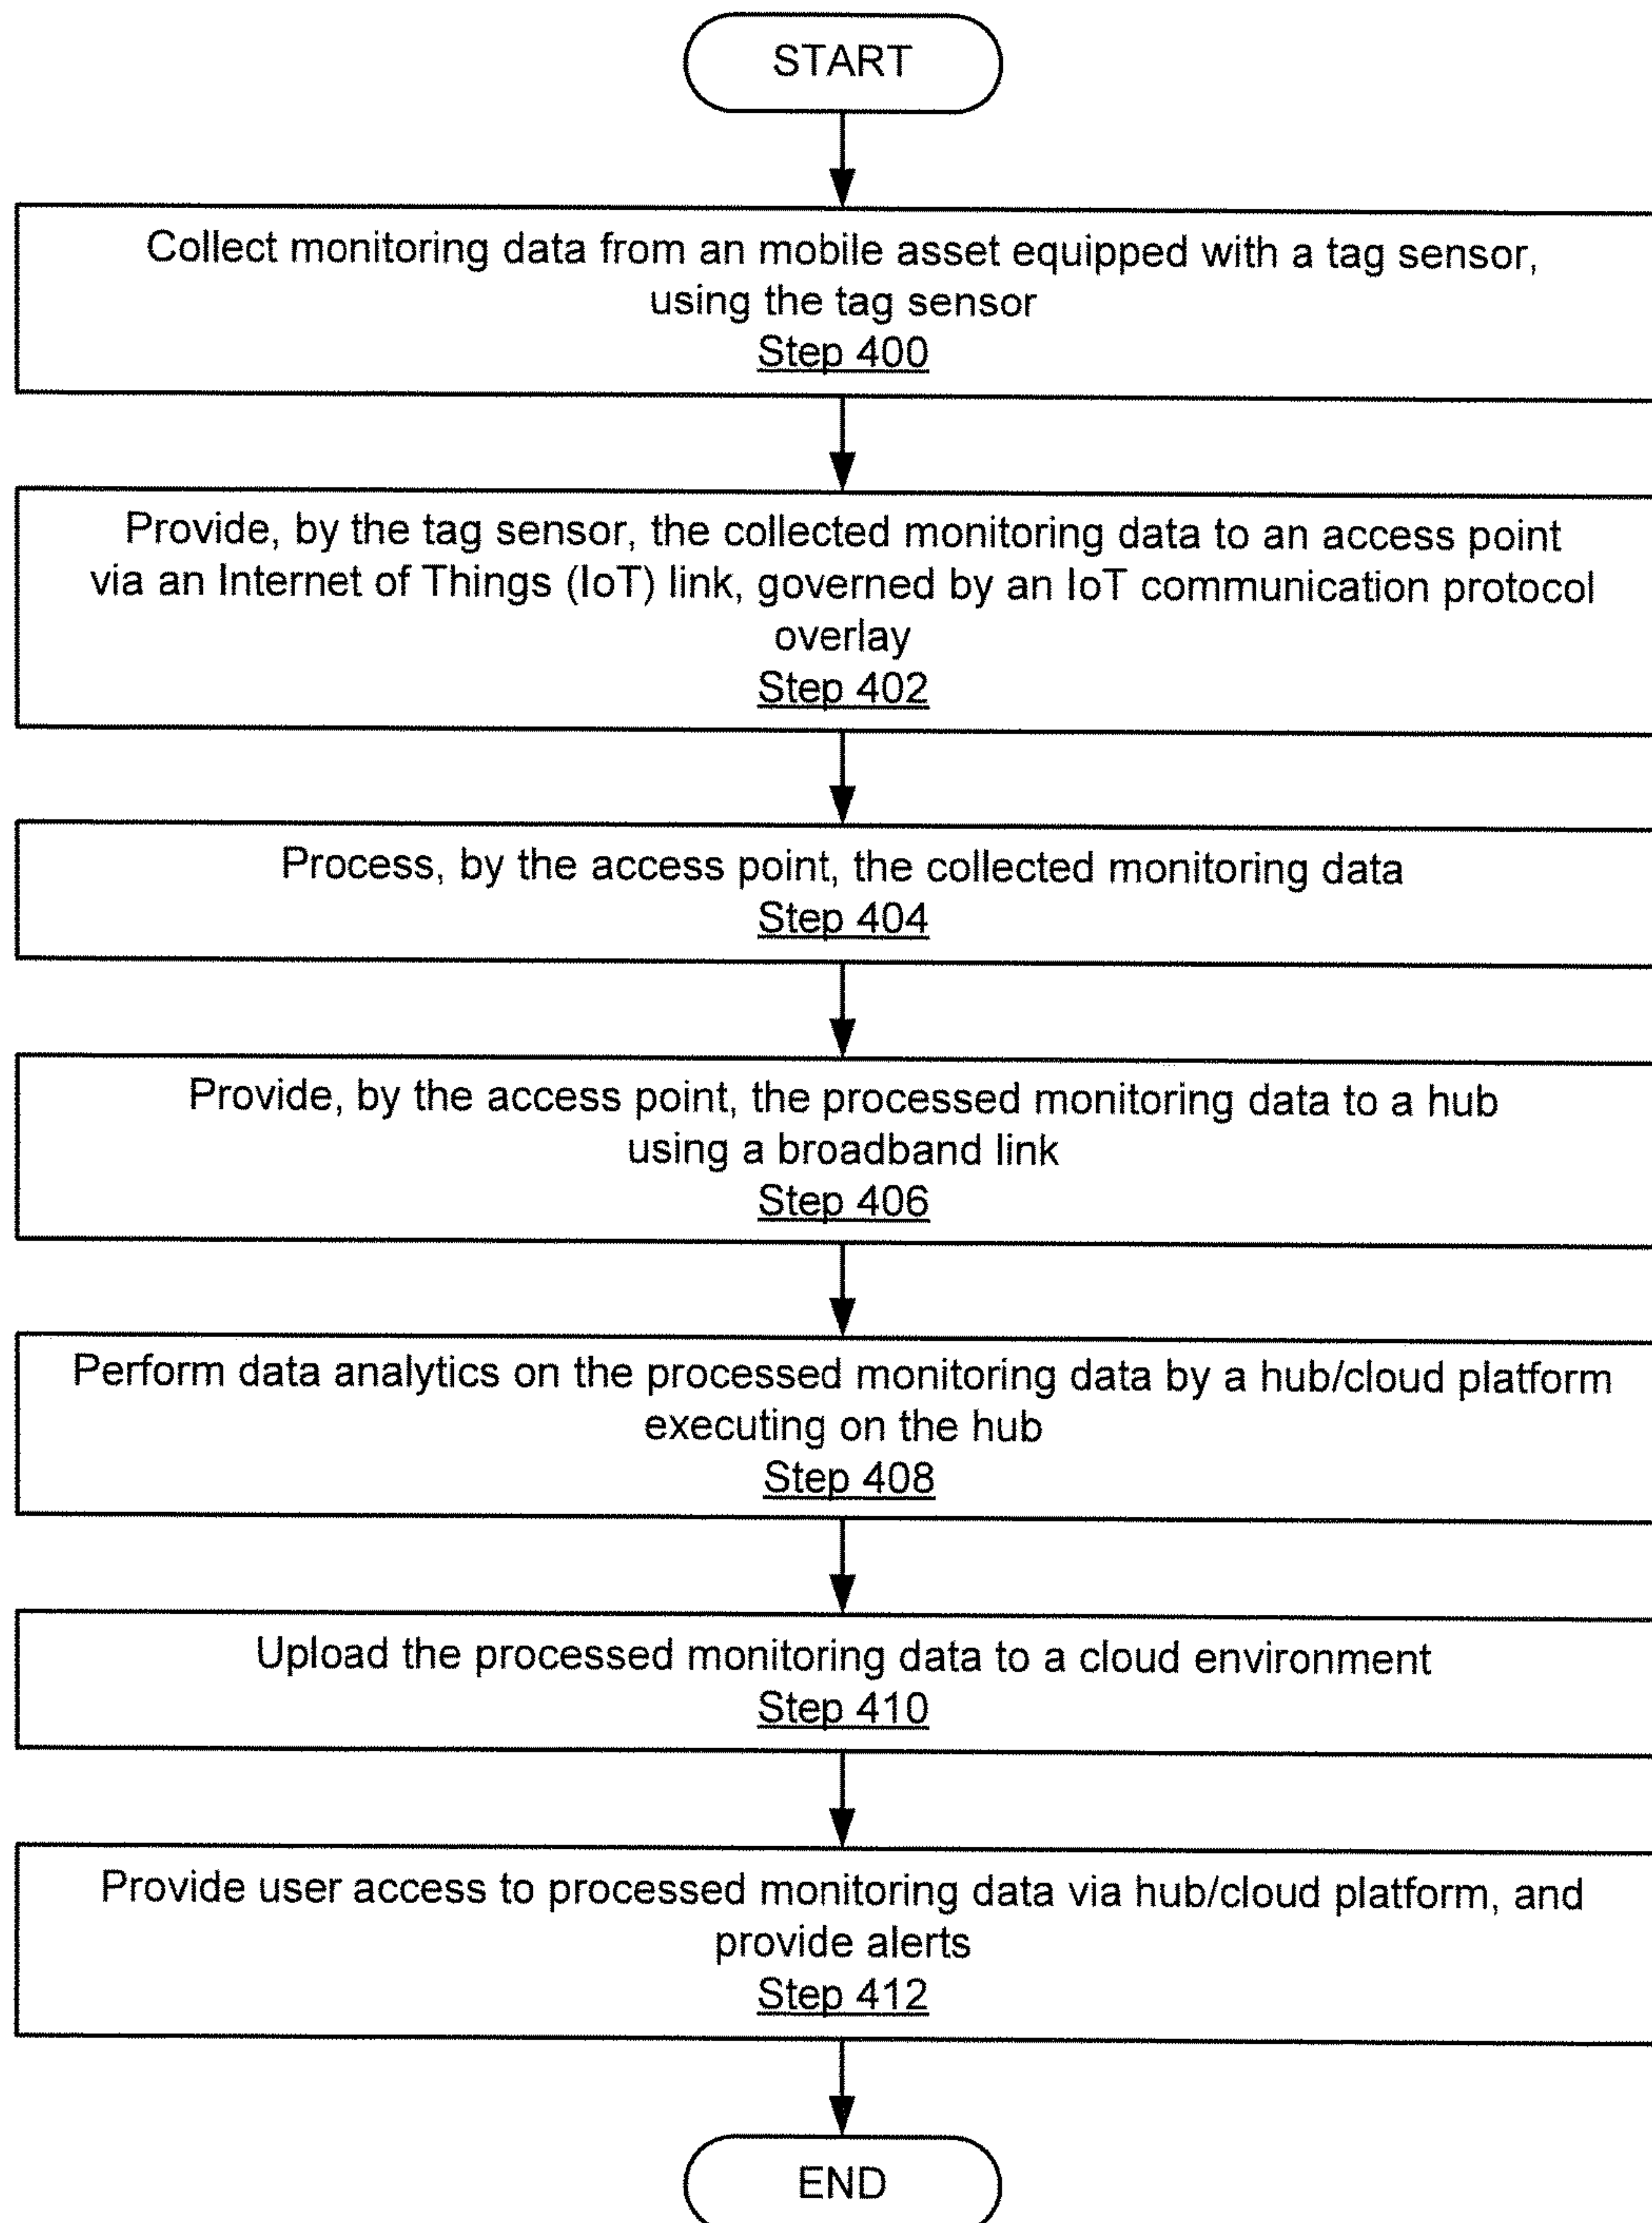 START
Collect monitoring data from an mobile asset equipped with a tag sensor,
using the tag sensor
Step 400
Provide, by the tag sensor, the collected monitoring data to an access point
via an Internet of Things (IoT) link, governed by an IoT communication protocol
overlay
Step 402
Process, by the access point, the collected monitoring data
Step 404
Provide, by the access point, the processed monitoring data to a hub
using a broadband link
Step 406
Perform data analytics on the processed monitoring data by a hub/cloud platform
executing on the hub
Step 408
Upload the processed monitoring data to a cloud environment
Step 410
Provide user access to processed monitoring data via hub/cloud platform, and
provide alerts
Step 412
END